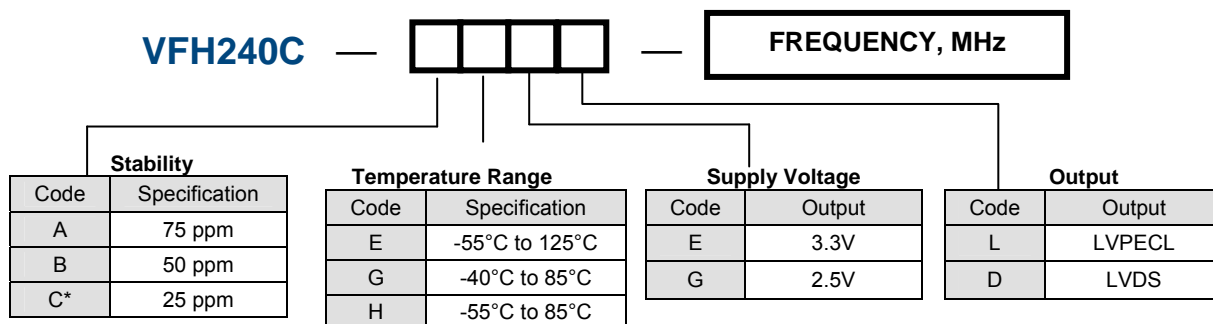 VFH240C — — FREQUENCY, MHz
Stability
Code Specification
A 75 ppm
B 50 ppm
C* 25 ppm
Temperature Range
Code Specification
E -55°C to 125°C
G -40°C to 85°C
H -55°C to 85°C
Supply Voltage
Code Output
E 3.3V
G 2.5V
Output
Code Output
L LVPECL
D LVDS